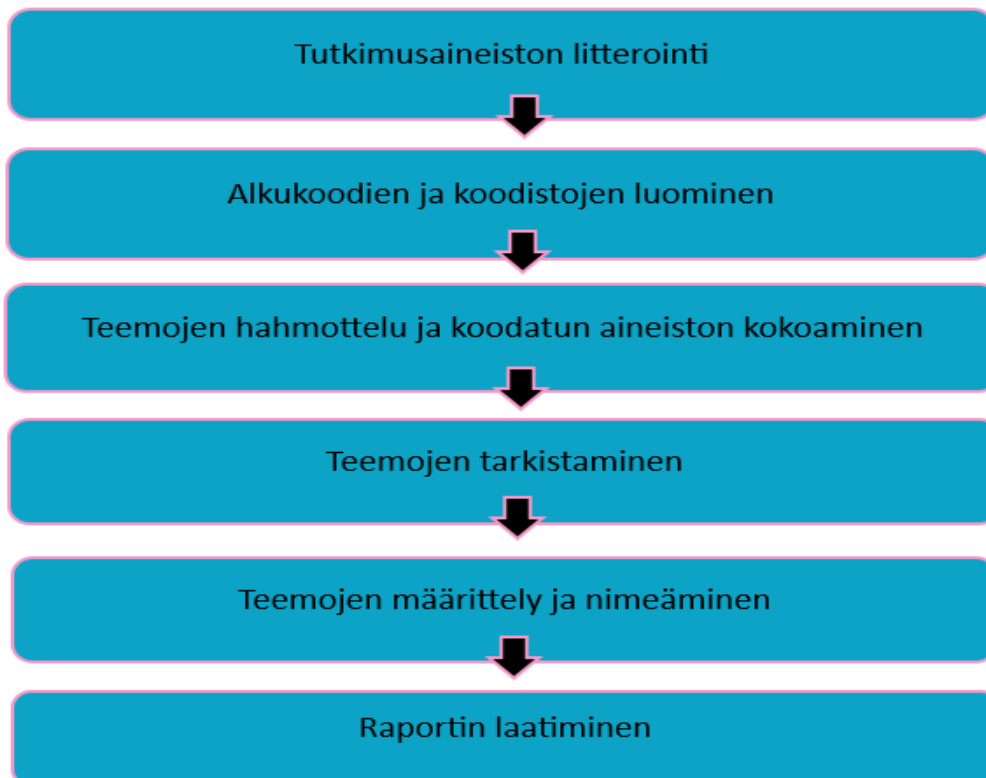 Tutkimusaineiston litterointi
Alkukoodien ja koodistojen luominen
Teemojen hahmottelu ja koodatun aineiston kokoaminen
Teemojen tarkistaminen
Teemojen määrittely ja nimeäminen
Raportin laatiminen